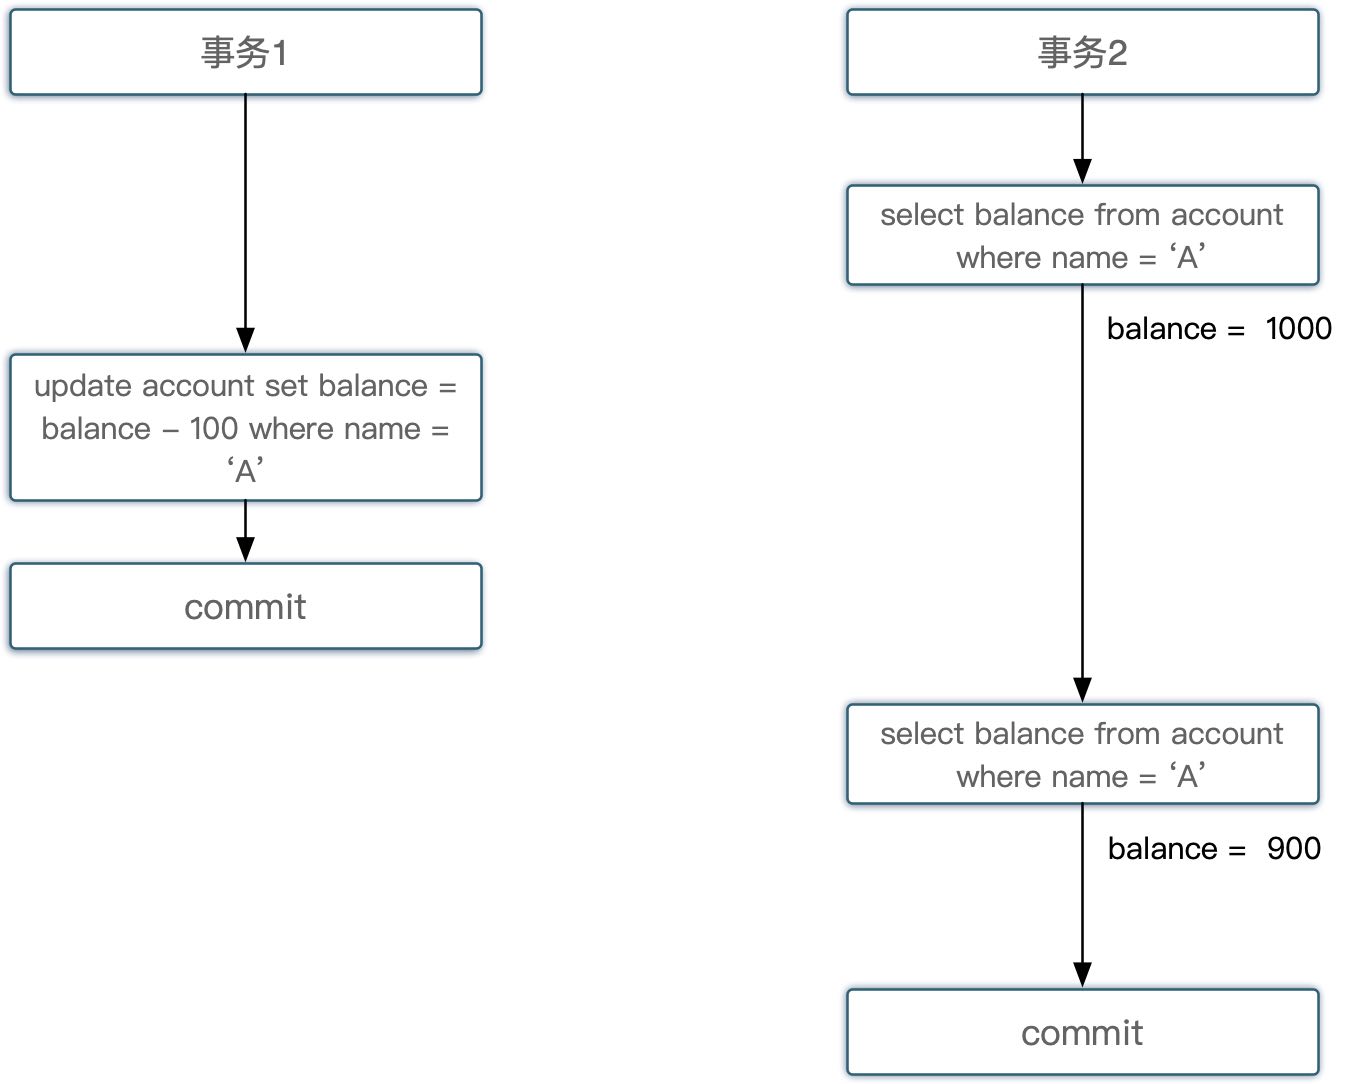 事务1
update account set balance =
balance – 100 where name =
‘A’
commit
事务2
select balance from account
where name = ‘A’
balance = 1000
select balance from account
where name = ‘A’
balance = 900
commit